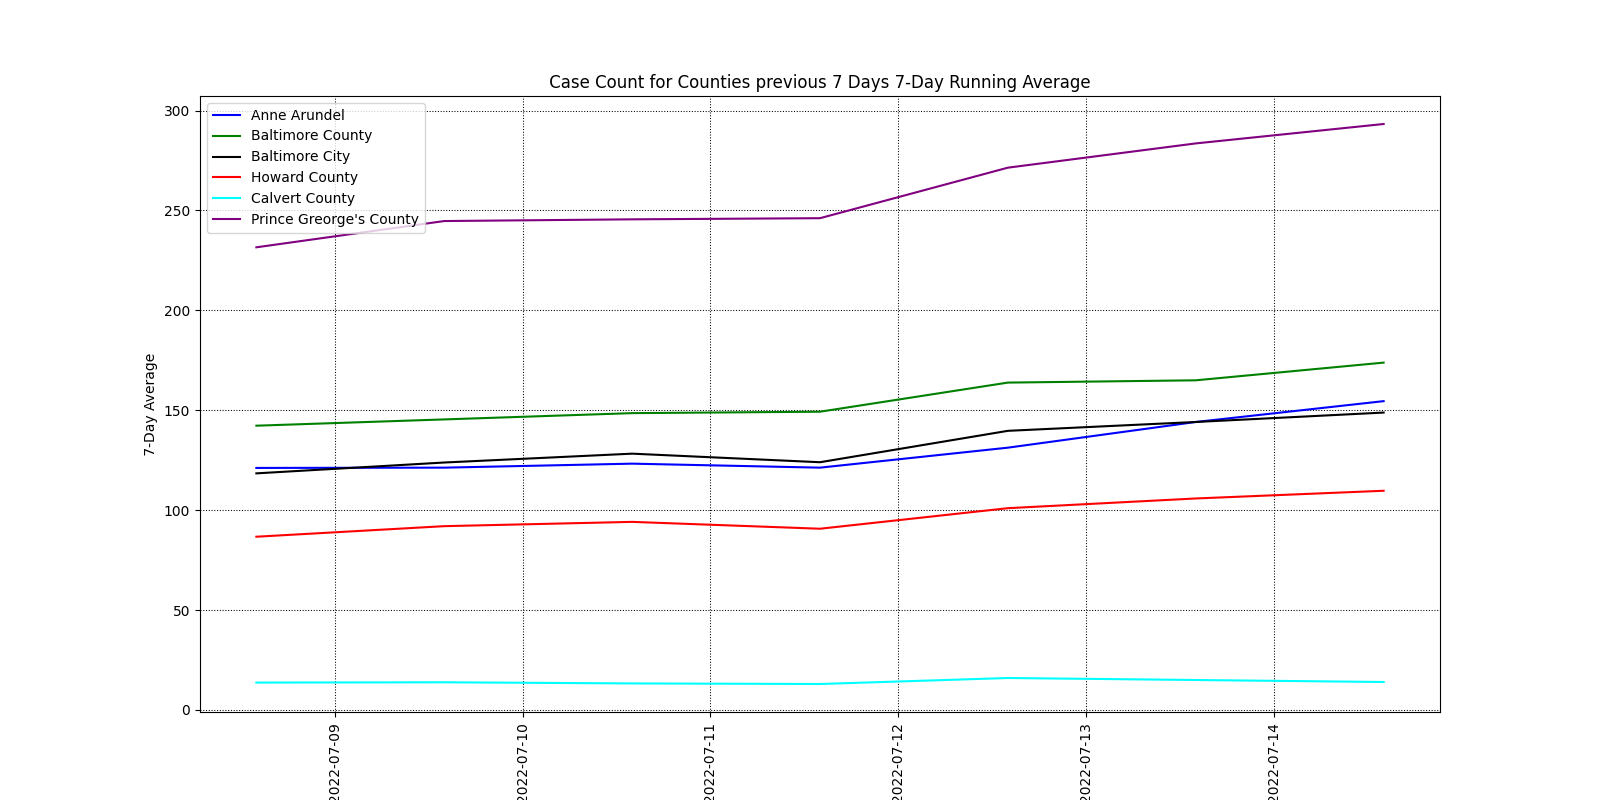 Case Count for Counties previous 7 Days 7-Day Running Average
Anne Arundel
Baltimore County
Baltimore City
Howard County
Calvert County
Prince Greorge's County
7-Day Average
300
250
200
150
100
50
0
2022-07-09
2022-07-10
2022-07-11
2022-07-12
2022-07-13
2022-07-14